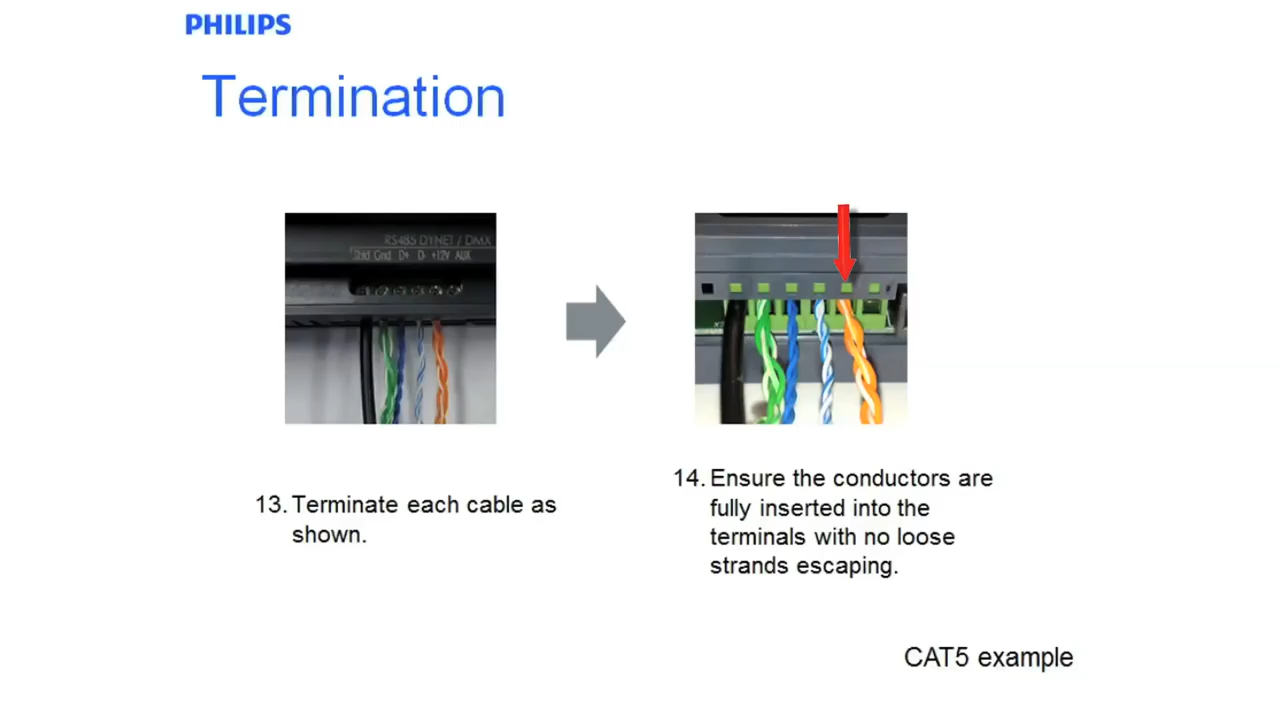 PHILIPS
Termination
RS485 DYNET / DMX
Shld Gnd D+ D- +12V AUX
13. Terminate each cable as
shown.
14. Ensure the conductors are
fully inserted into the
terminals with no loose
strands escaping.
CAT5 example